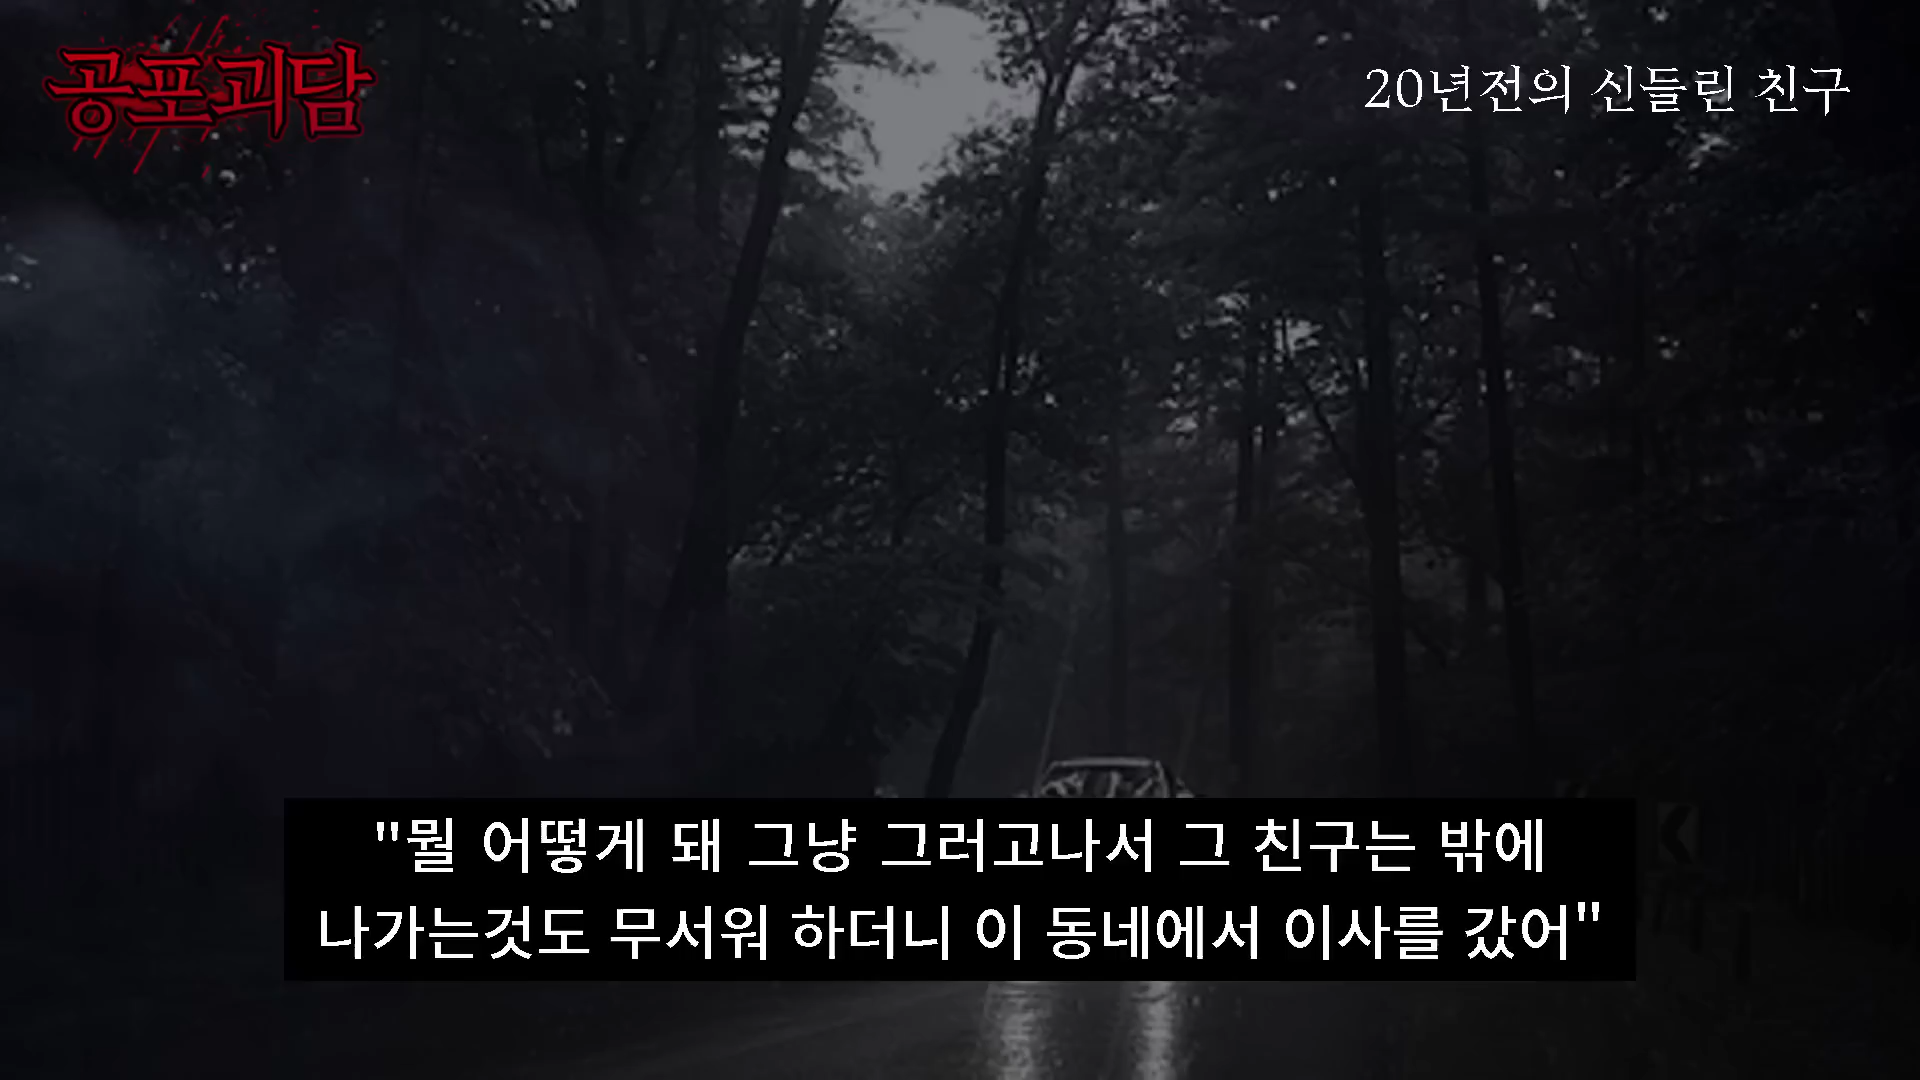 공포괴담
20년전의 신들린 친구
"뭘 어떻게 돼 그냥 그러고나서 그 친구는 밖에
나가는것도 무서워 하더니 이 동네에서 이사를 갔어"